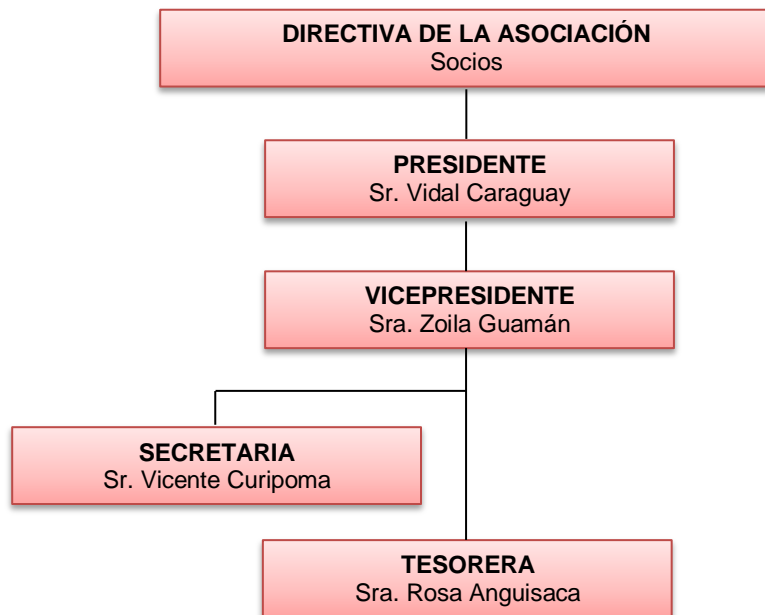 DIRECTIVA DE LA ASOCIACIÓN
Socios
PRESIDENTE
Sr. Vidal Caraguay
VICEPRESIDENTE
Sra. Zoila Guamán
SECRETARIA
Sr. Vicente Curipoma
TESORERA
Sra. Rosa Anguisaca